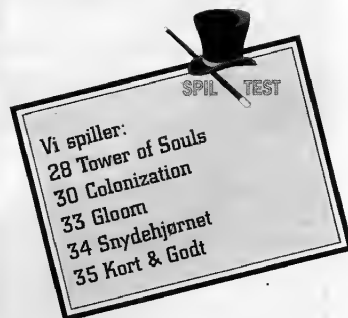 SPIL TEST
Vi spiller:
28 Tower of Souls
30 Colonization
33 Gloom
34 Snydehjørnet
35 Kort & Godt